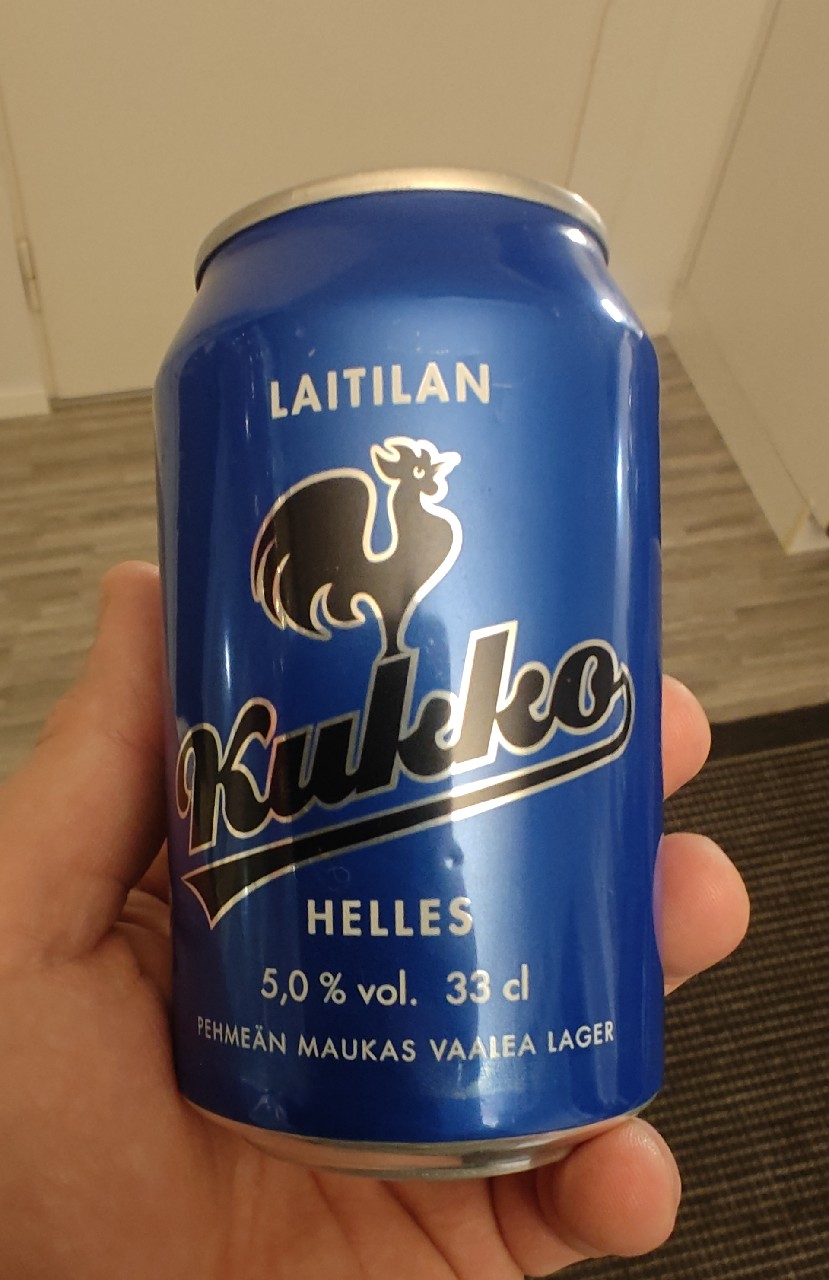 LAITILAN
Kukko
HELLES
5,0 % vol. 33 cl
PEHMEÄN MAUKAS VAALEA LAGER